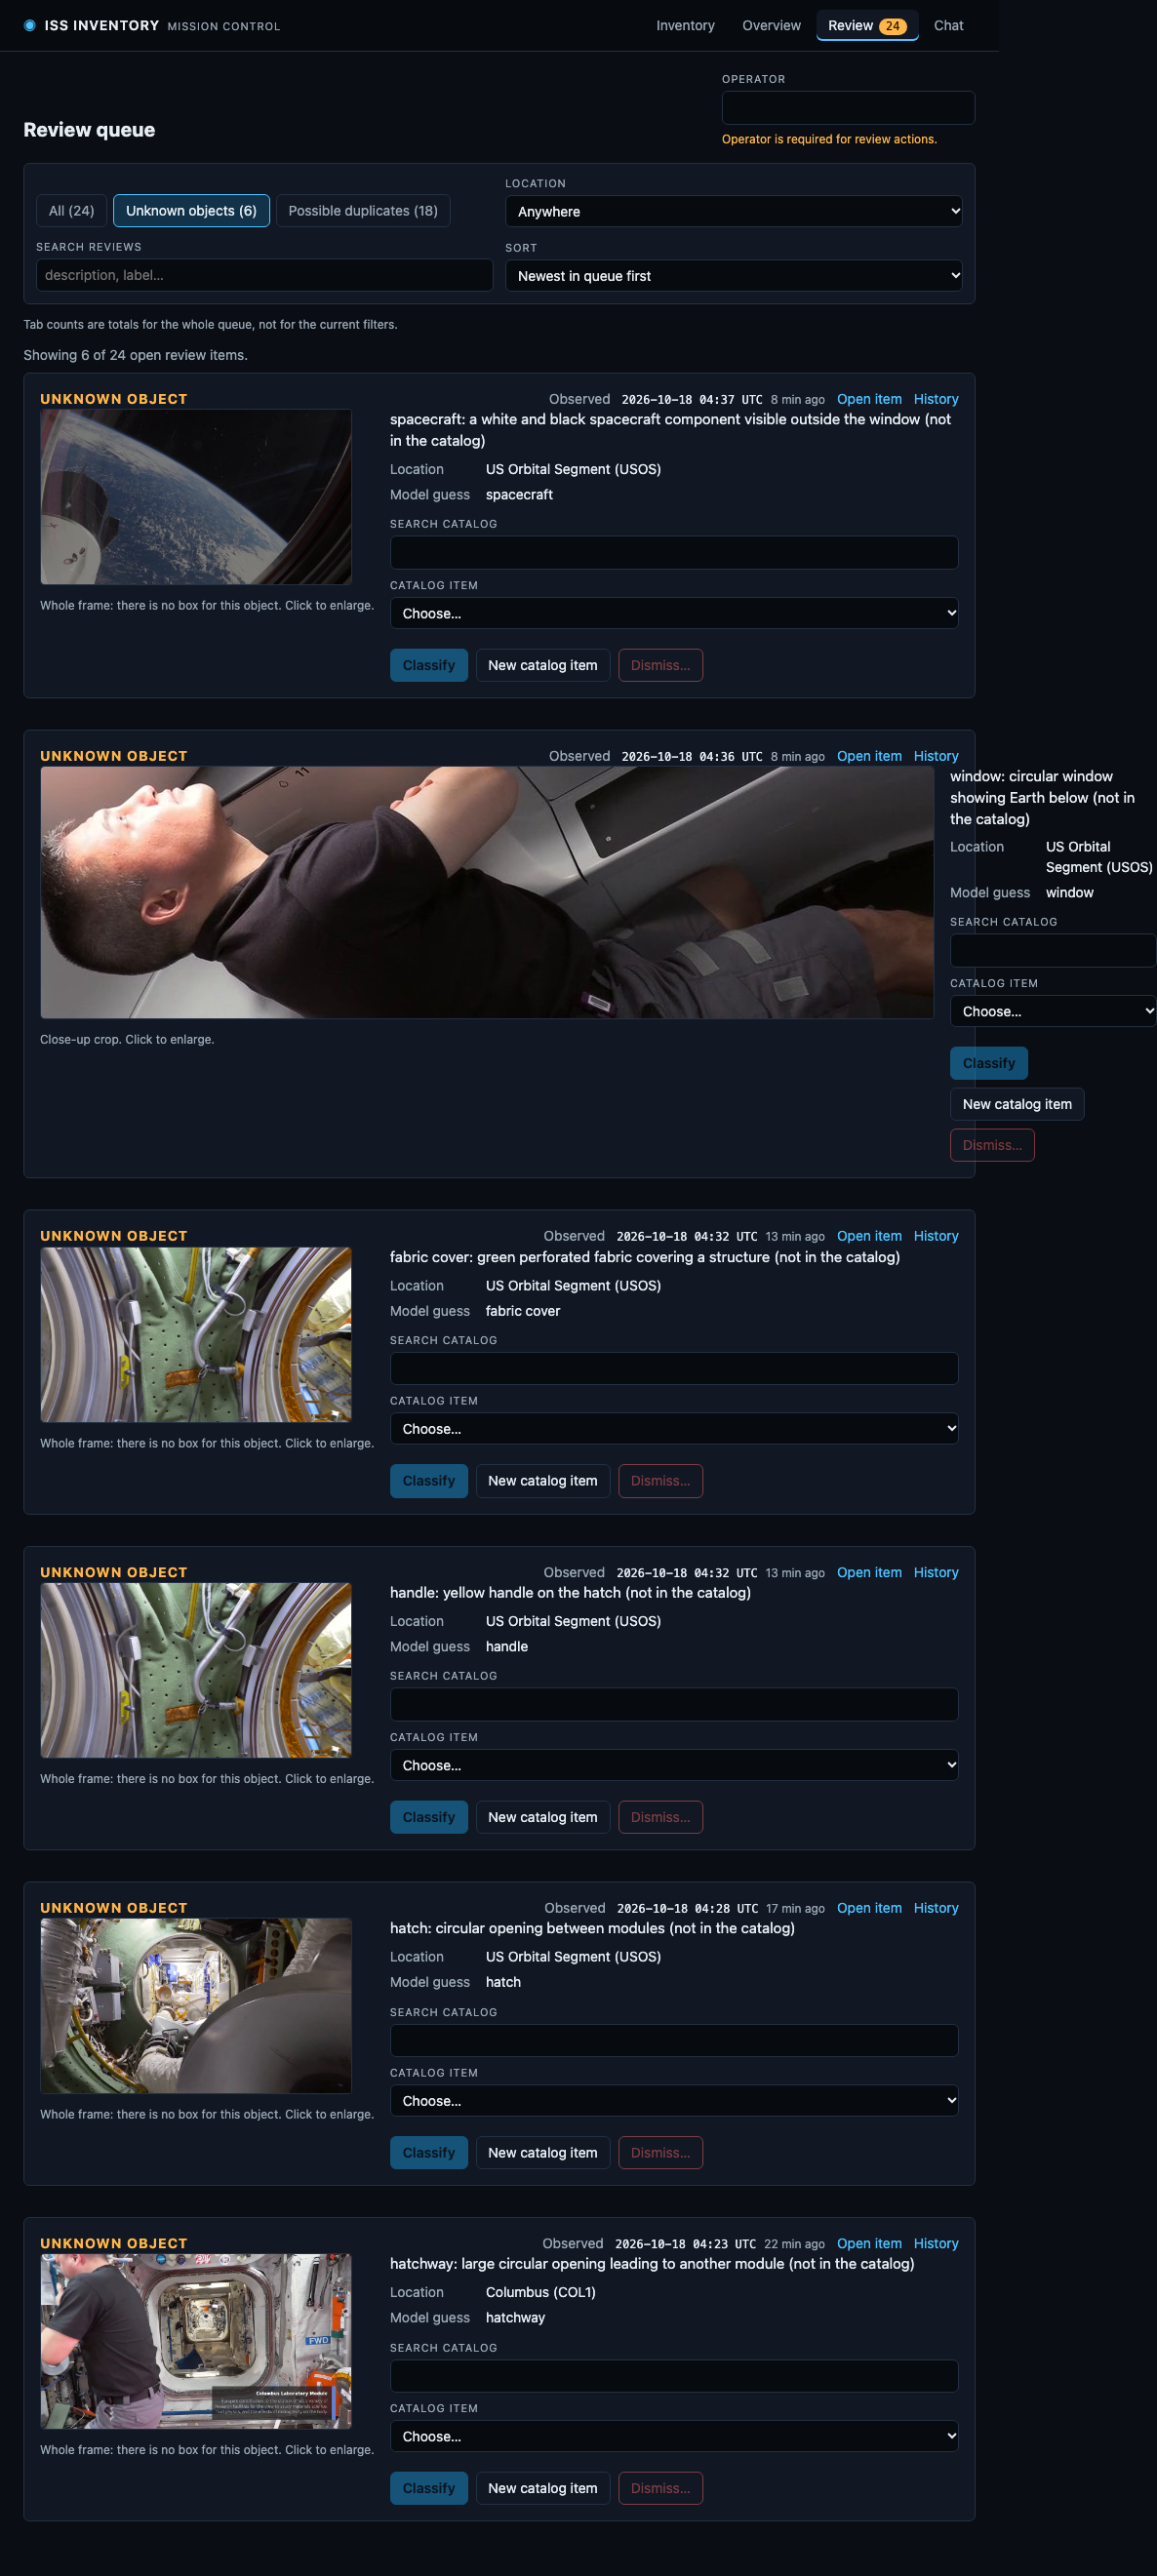 ISS INVENTORY MISSION CONTROL
Inventory Overview Review 24 Chat
OPERATOR
Review queue
Operator is required for review actions.
All (24) Unknown objects (6) Possible duplicates (18)
LOCATION
Anywhere
SEARCH REVIEWS
description, label...
SORT
Newest in queue first
Tab counts are totals for the whole queue, not for the current filters.
Showing 6 of 24 open review items.
UNKNOWN OBJECT
Observed 2026-10-18 04:37 UTC 8 min ago Open item History
spacecraft: a white and black spacecraft component visible outside the window (not
in the catalog)
Location US Orbital Segment (USOS)
Model guess spacecraft
SEARCH CATALOG
CATALOG ITEM
Choose...
Classify New catalog item Dismiss...
Whole frame: there is no box for this object. Click to enlarge.
UNKNOWN OBJECT
Observed 2026-10-18 04:36 UTC 8 min ago Open item History
11
window: circular window
showing Earth below (not in
the catalog)
Location US Orbital
Segment (USOS)
Model guess window
SEARCH CATALOG
CATALOG ITEM
Choose...
Classify
New catalog item
Dismiss...
Close-up crop. Click to enlarge.
UNKNOWN OBJECT
Observed 2026-10-18 04:32 UTC 13 min ago Open item History
fabric cover: green perforated fabric covering a structure (not in the catalog)
Location US Orbital Segment (USOS)
Model guess fabric cover
SEARCH CATALOG
CATALOG ITEM
Choose...
Classify New catalog item Dismiss...
Whole frame: there is no box for this object. Click to enlarge.
UNKNOWN OBJECT
Observed 2026-10-18 04:32 UTC 13 min ago Open item History
handle: yellow handle on the hatch (not in the catalog)
Location US Orbital Segment (USOS)
Model guess handle
SEARCH CATALOG
CATALOG ITEM
Choose...
Classify New catalog item Dismiss...
Whole frame: there is no box for this object. Click to enlarge.
UNKNOWN OBJECT
Observed 2026-10-18 04:28 UTC 17 min ago Open item History
hatch: circular opening between modules (not in the catalog)
Location US Orbital Segment (USOS)
Model guess hatch
SEARCH CATALOG
CATALOG ITEM
Choose...
Classify New catalog item Dismiss...
Whole frame: there is no box for this object. Click to enlarge.
UNKNOWN OBJECT
Observed 2026-10-18 04:23 UTC 22 min ago Open item History
hatchway: large circular opening leading to another module (not in the catalog)
Location Columbus (COL1)
Model guess hatchway
SEARCH CATALOG
CATALOG ITEM
Choose...
Classify New catalog item Dismiss...
FWD
Columbus Laboratory Module
Whole frame: there is no box for this object. Click to enlarge.